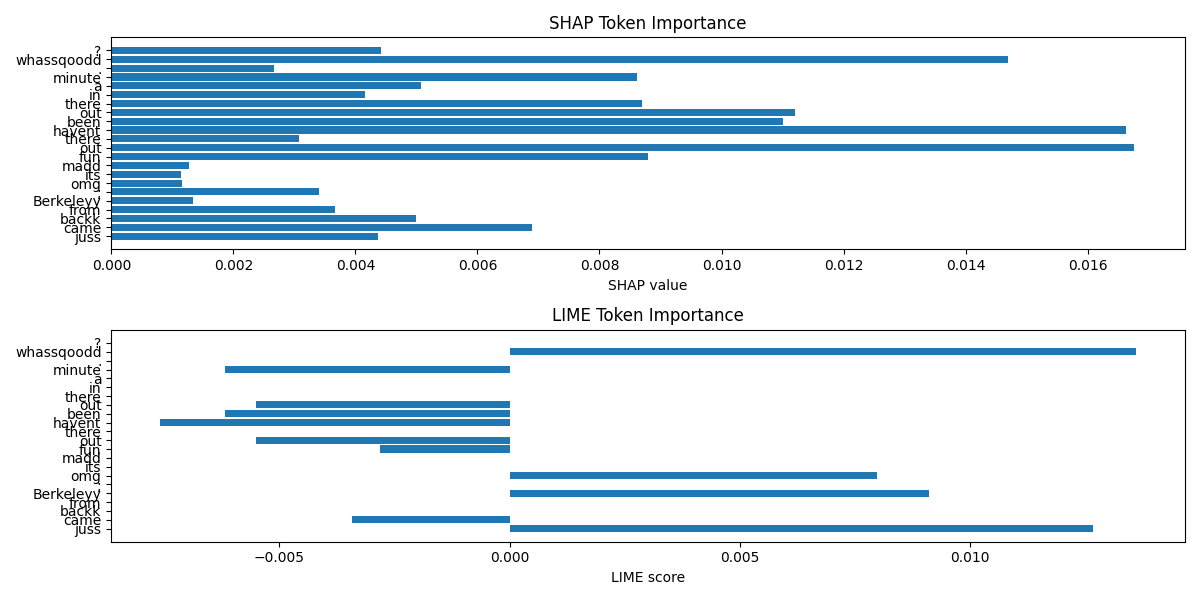 SHAP Token Importance
?
whassqoodd
.
minute
a
in
there
out
been
havent
there
out
fun
madd
its
omg
.
Berkeleyy
from
backk
came
juss
0.000 0.002 0.004 0.006 0.008 0.010 0.012 0.014 0.016
SHAP value
LIME Token Importance
?
whassqoodd
.
minute
a
in
there
out
been
havent
there
out
fun
madd
its
omg
.
Berkeleyy
from
backk
came
juss
−0.005 0.000 0.005 0.010
LIME score